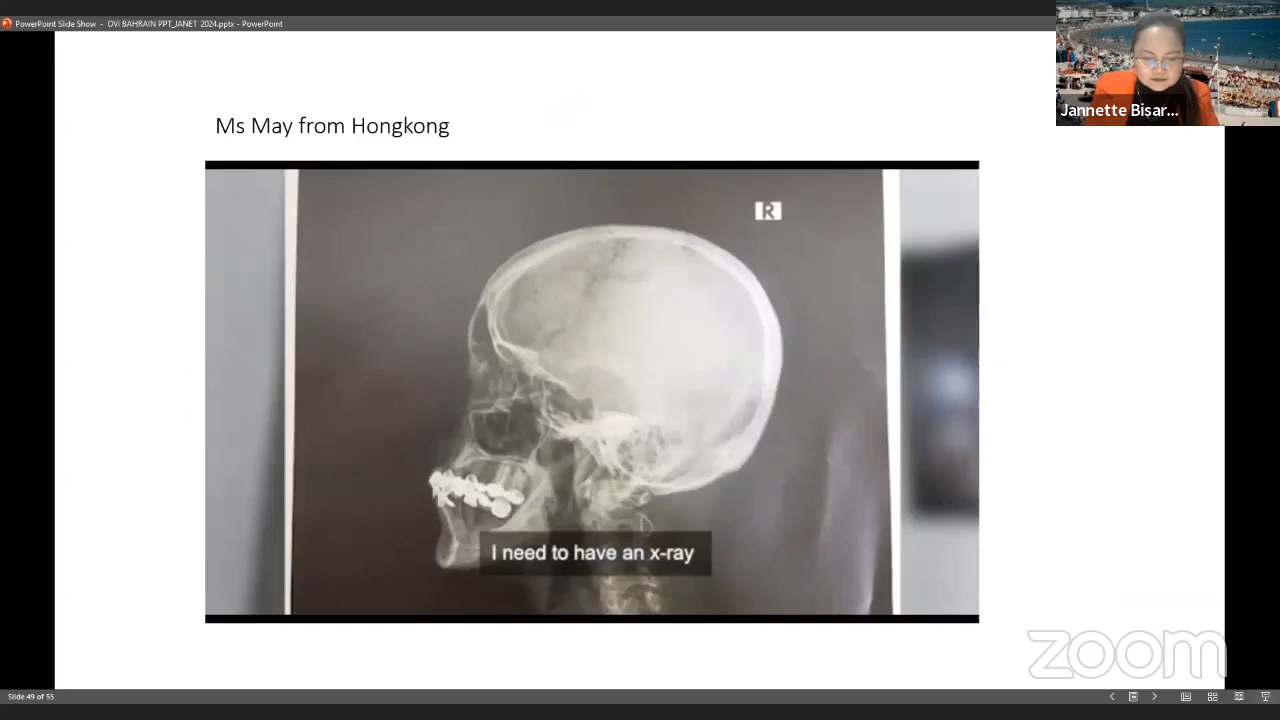 PowerPoint Slide Show - OVI BAHRAIN PPT_JANET 2024.pptx - PowerPoint
Jannette Bisar...
Ms May from Hongkong
R
I need to have an x-ray
zoom
Slide 49 of 55